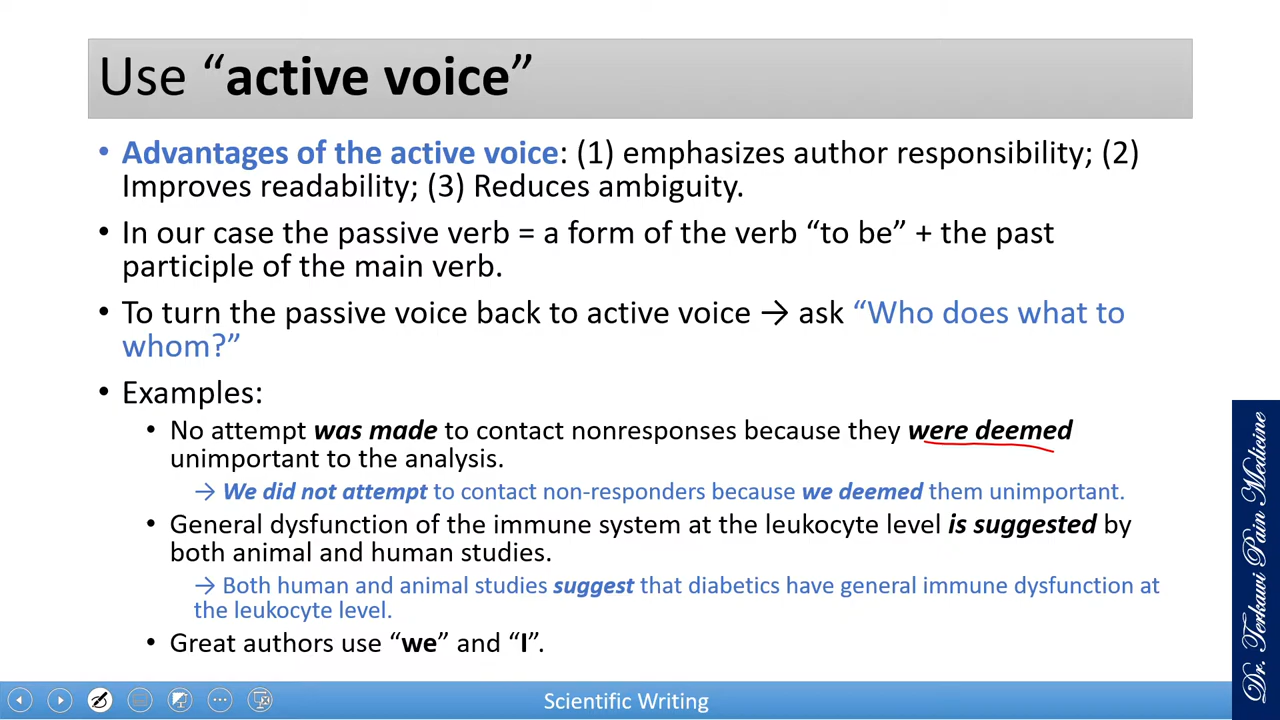 Use “active voice”
• Advantages of the active voice: (1) emphasizes author responsibility; (2)
Improves readability; (3) Reduces ambiguity.
• In our case the passive verb = a form of the verb “to be” + the past
participle of the main verb.
• To turn the passive voice back to active voice → ask “Who does what to
whom?”
• Examples:
• No attempt was made to contact nonresponses because they were deemed
unimportant to the analysis.
→ We did not attempt to contact non-responders because we deemed them unimportant.
• General dysfunction of the immune system at the leukocyte level is suggested by
both animal and human studies.
→ Both human and animal studies suggest that diabetics have general immune dysfunction at
the leukocyte level.
• Great authors use “we” and “I”.
Scientific Writing
Dr. Terkawi Pain Medicine